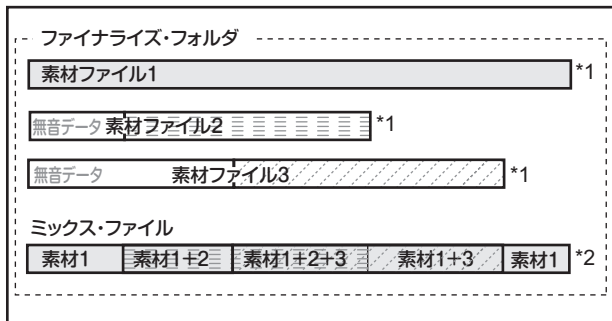 ファイナライズ・フォルダ
素材ファイル1 *1
無音データ 素材ファイル2 *1
無音データ 素材ファイル3 *1
ミックス・ファイル
素材1 素材1+2 素材1+2+3 素材1+3 素材1 *2